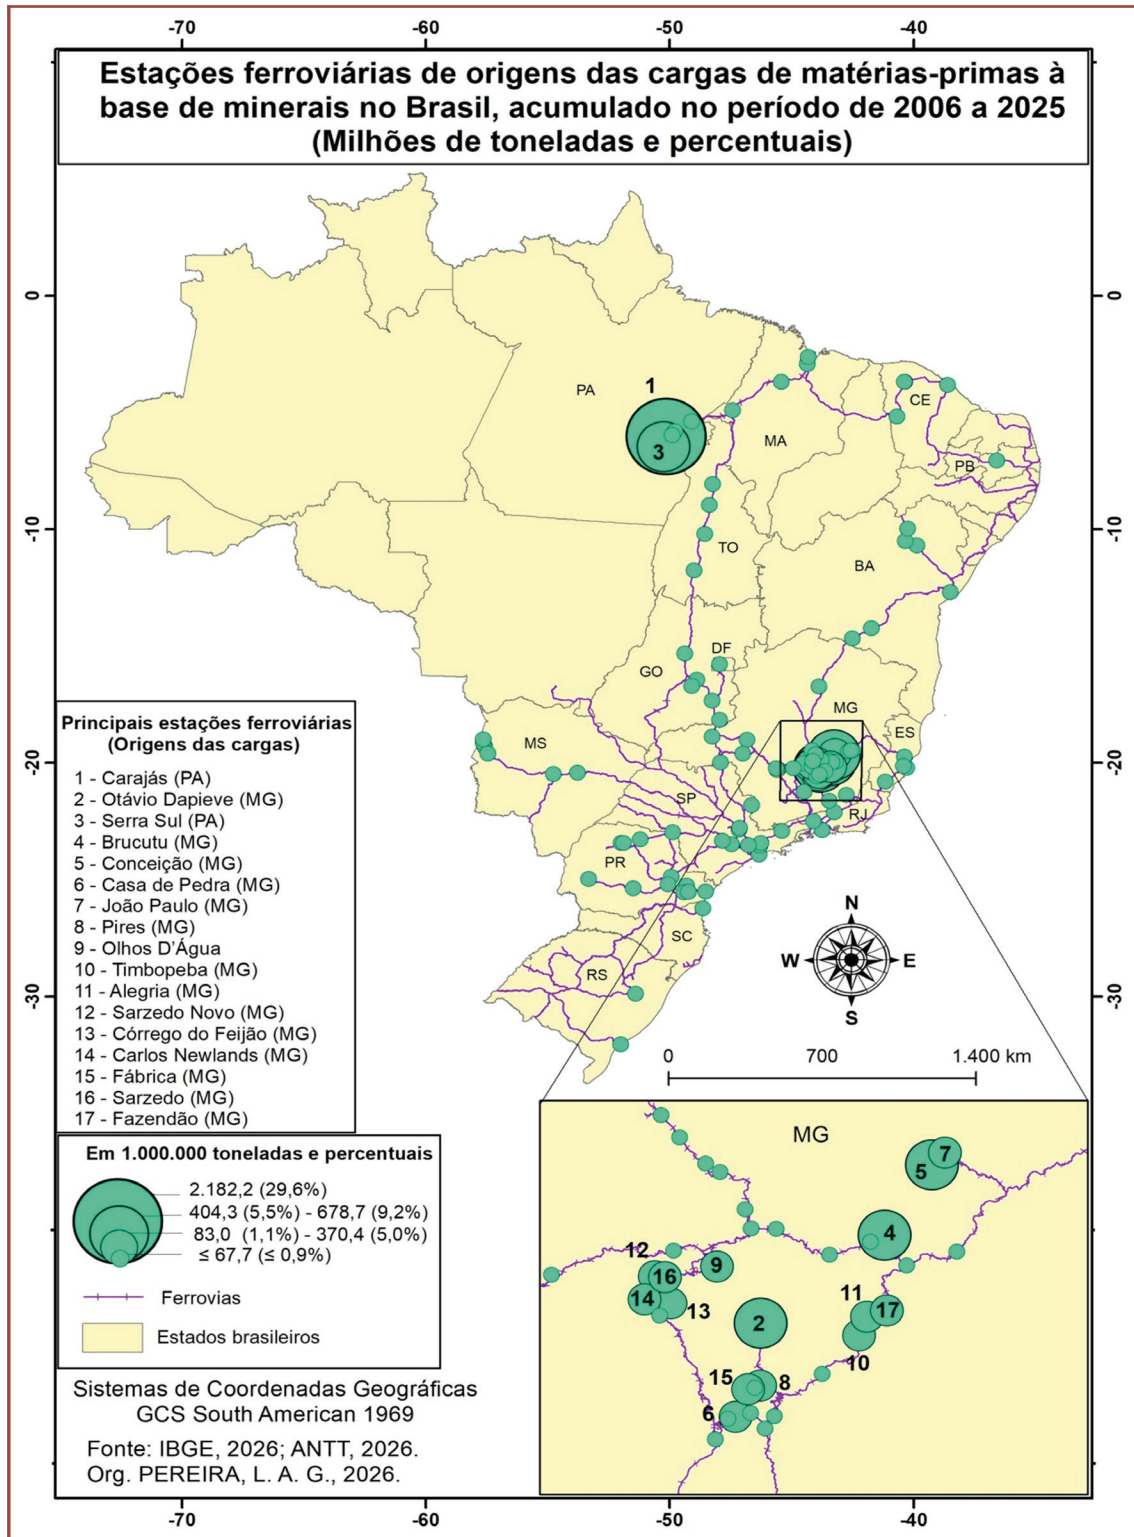 -70 -60 -50 -40
Estações ferroviárias de origens das cargas de matérias-primas à
base de minerais no Brasil, acumulado no período de 2006 a 2025
(Milhões de toneladas e percentuais)
0
0
-10
-10
-20
-20
-30
-30
1
3
PA
MA
CE
PB
TO
BA
DF
GO
MG
ES
MS
SP
RJ
PR
SC
RS
N
W
E
S
0 700 1.400 km
Principais estações ferroviárias
(Origens das cargas)
1 - Carajás (PA)
2 - Otávio Dapieve (MG)
3 - Serra Sul (PA)
4 - Brucutu (MG)
5 - Conceição (MG)
6 - Casa de Pedra (MG)
7 - João Paulo (MG)
8 - Pires (MG)
9 - Olhos D'Água
10 - Timbopeba (MG)
11 - Alegria (MG)
12 - Sarzedo Novo (MG)
13 - Córrego do Feijão (MG)
14 - Carlos Newlands (MG)
15 - Fábrica (MG)
16 - Sarzedo (MG)
17 - Fazendão (MG)
Em 1.000.000 toneladas e percentuais
2.182,2 (29,6%)
404,3 (5,5%) - 678,7 (9,2%)
83,0 (1,1%) - 370,4 (5,0%)
≤ 67,7 (≤ 0,9%)
Ferrovias
Estados brasileiros
Sistemas de Coordenadas Geográficas
GCS South American 1969
Fonte: IBGE, 2026; ANTT, 2026.
Org. PEREIRA, L. A. G., 2026.
MG
7
5
4
12
9
16
14
13
11
17
2
10
15
8
6
-70 -60 -50 -40